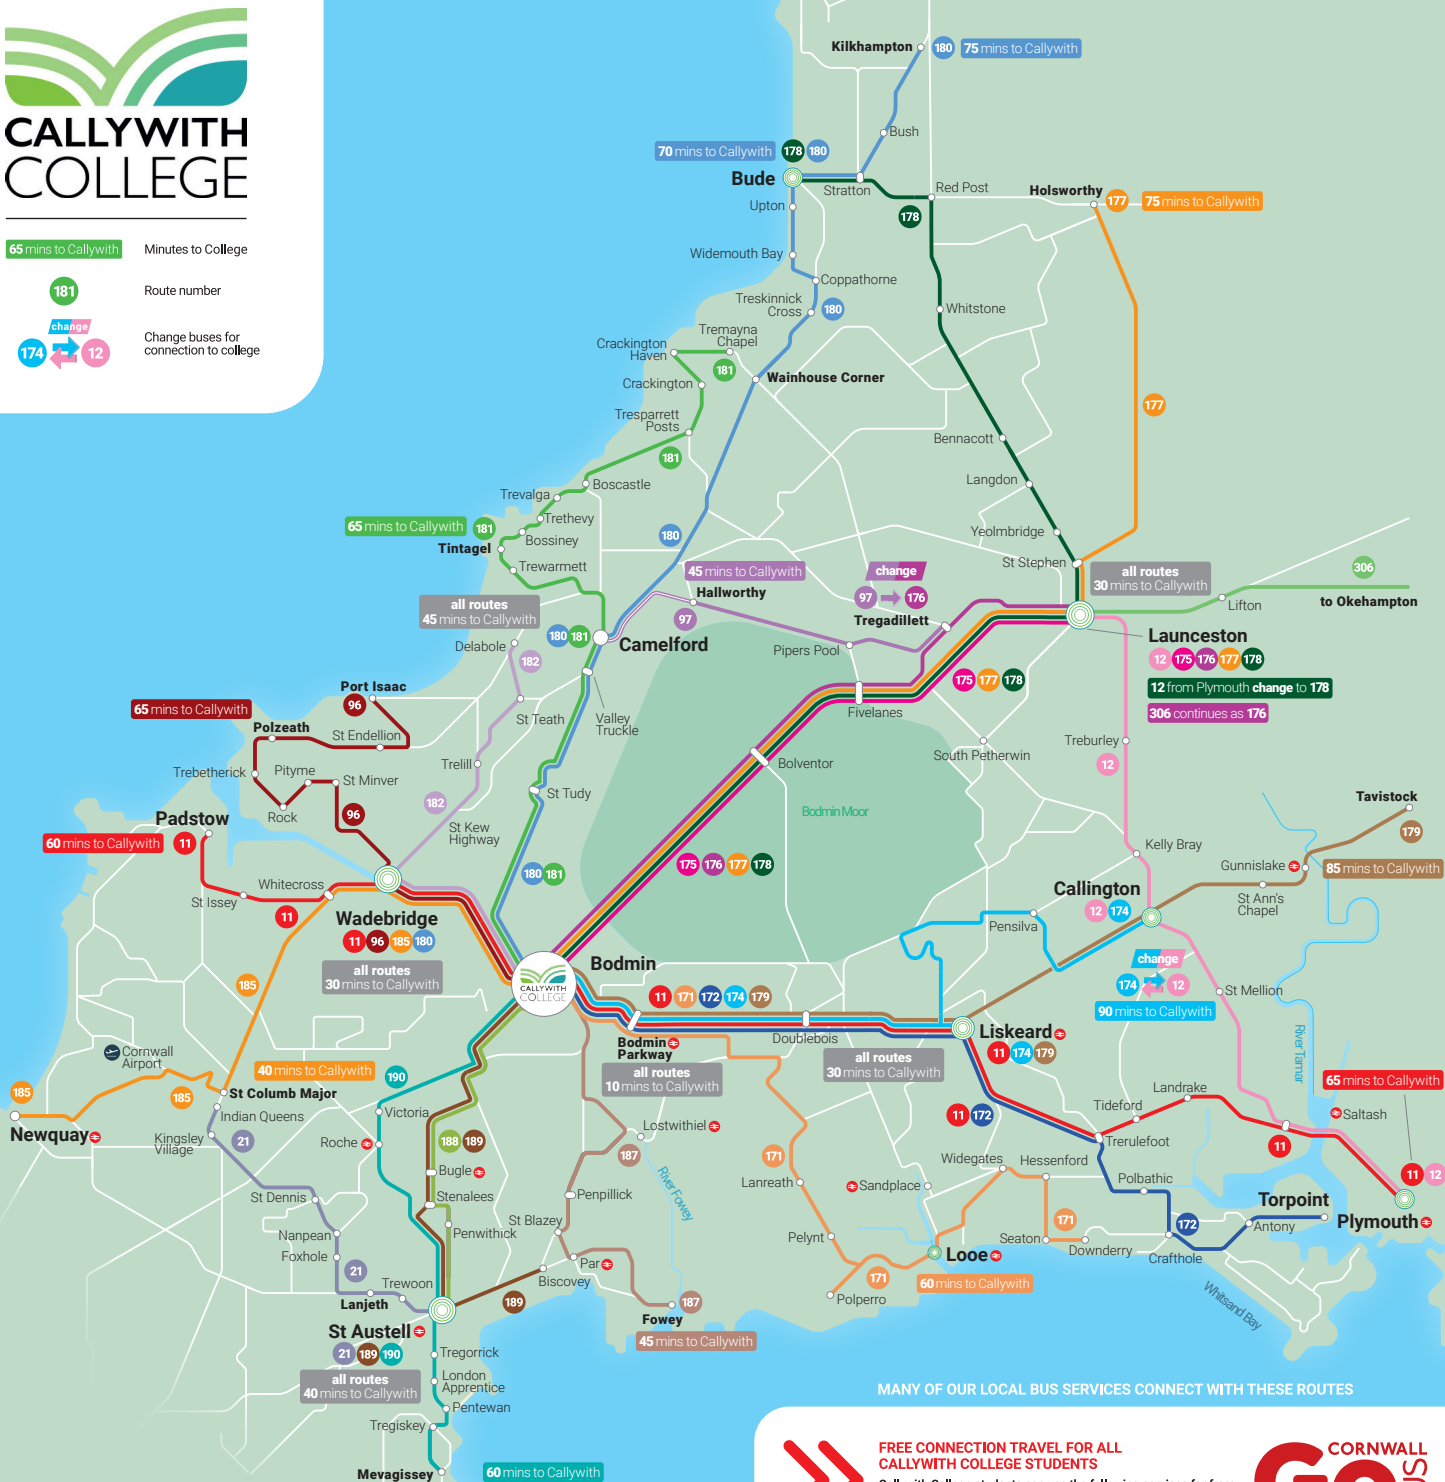 CALLYWITH
COLLEGE
65 mins to Callywith
Minutes to College
181
Route number
change
174
12
Change buses for
connection to college
Kilkhampton
180
75 mins to Callywith
Bush
70 mins to Callywith
178
180
Bude
Stratton
Red Post
Holsworthy
177
75 mins to Callywith
Upton
178
Widemouth Bay
Coppathorne
Treskinnick
Cross
180
Whitstone
Tremayna
Chapel
Crackington
Haven
181
Wainhouse Corner
Crackington
177
Tresparrett
Posts
Bennacott
181
Boscastle
Langdon
Trevalga
Trethevy
65 mins to Callywith
181
Bossiney
180
Yeolmbridge
Tintagel
Trewarmett
St Stephen
45 mins to Callywith
Hallworthy
97
change
97
176
Tregadillett
all routes
30 mins to Callywith
306
Lifton
to Okehampton
all routes
45 mins to Callywith
180
181
Camelford
Delabole
182
Pipers Pool
Launceston
12
175
176
177
178
12 from Plymouth change to 178
306 continues as 176
175
177
178
Port Isaac
96
65 mins to Callywith
Polzeath
St Endellion
St Teath
Valley
Truckle
Fivelanes
Treburley
12
South Petherwin
Trebetherick
Pityme
St Minver
Trelill
Bolventor
Rock
96
182
St Tudy
Bodmin Moor
Tavistock
179
Padstow
11
60 mins to Callywith
St Kew
Highway
Kelly Bray
Gunnislake
85 mins to Callywith
175
176
177
178
180
181
Whitecross
St Issey
11
Callington
12
174
St Ann's
Chapel
Wadebridge
11
96
185
180
all routes
30 mins to Callywith
Pensilva
Bodmin
CALLYWITH
COLLEGE
change
174
12
90 mins to Callywith
St Mellion
185
11
171
172
174
179
Liskeard
11
174
179
River Tamar
Doublebois
Bodmin
Parkway
all routes
10 mins to Callywith
all routes
30 mins to Callywith
Cornwall
Airport
40 mins to Callywith
190
185
185
St Columb Major
Landrake
65 mins to Callywith
Newquay
Indian Queens
Victoria
Tideford
Saltash
11
172
Kingsley
Village
21
Roche
188
189
Lostwithiel
Trerulefoot
11
187
171
Widegates
Hessenford
Bugle
Lanreath
Sandplace
Polbathic
11
12
St Dennis
Stenalees
Penpillick
River Fowey
Torpoint
Nanpean
Penwithick
St Blazey
Pelynt
171
172
Antony
Plymouth
Foxhole
21
Par
Looe
Seaton
Downderry
Crafthole
Trewoon
Biscovey
171
60 mins to Callywith
Lanjeth
189
187
Polperro
Whitsand Bay
St Austell
21
189
190
Fowey
45 mins to Callywith
Tregorrick
all routes
40 mins to Callywith
London
Apprentice
MANY OF OUR LOCAL BUS SERVICES CONNECT WITH THESE ROUTES
Pentewan
Tregiskey
FREE CONNECTION TRAVEL FOR ALL
CALLYWITH COLLEGE STUDENTS
CORNWALL
Mevagissey
60 mins to Callywith